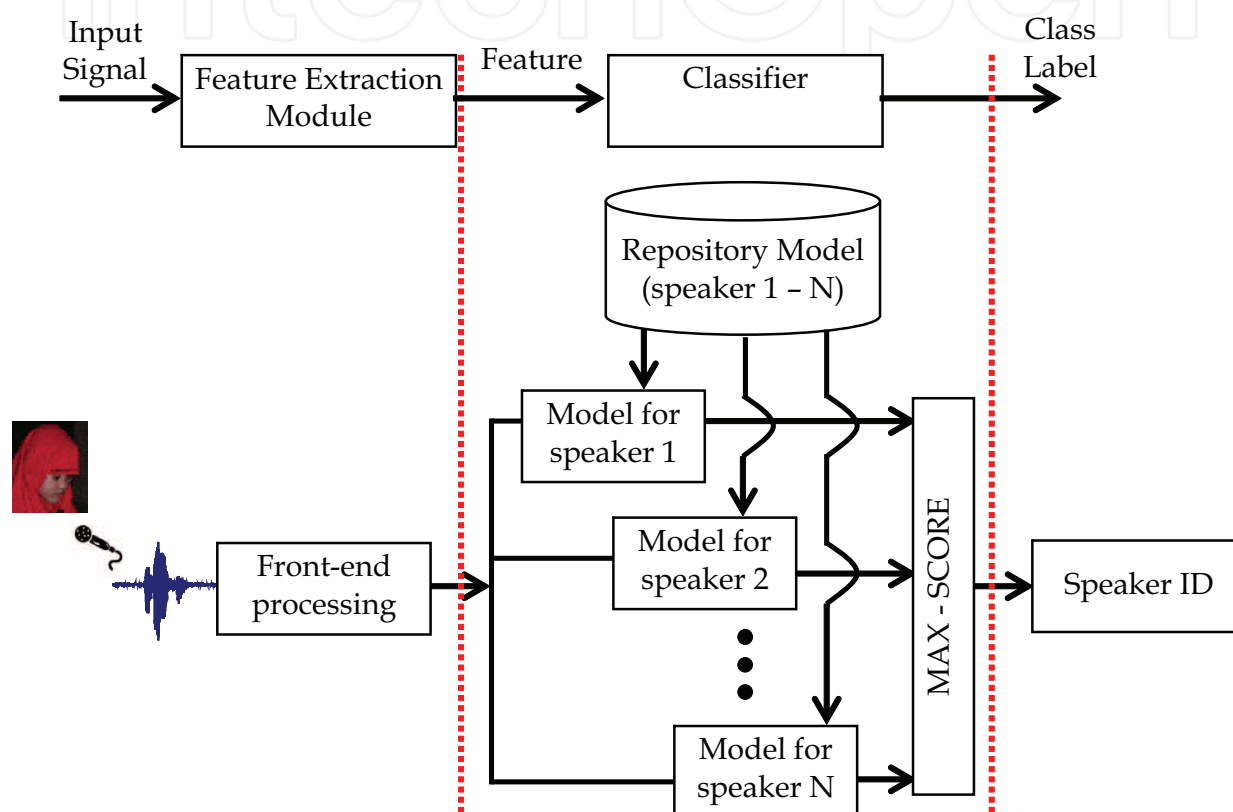 Input
Signal
Feature Extraction
Module
Feature
Classifier
Class
Label
Repository Model
(speaker 1 – N)
Model for
speaker 1
Model for
speaker 2
Model for
speaker N
Front-end
processing
MAX - SCORE
Speaker ID